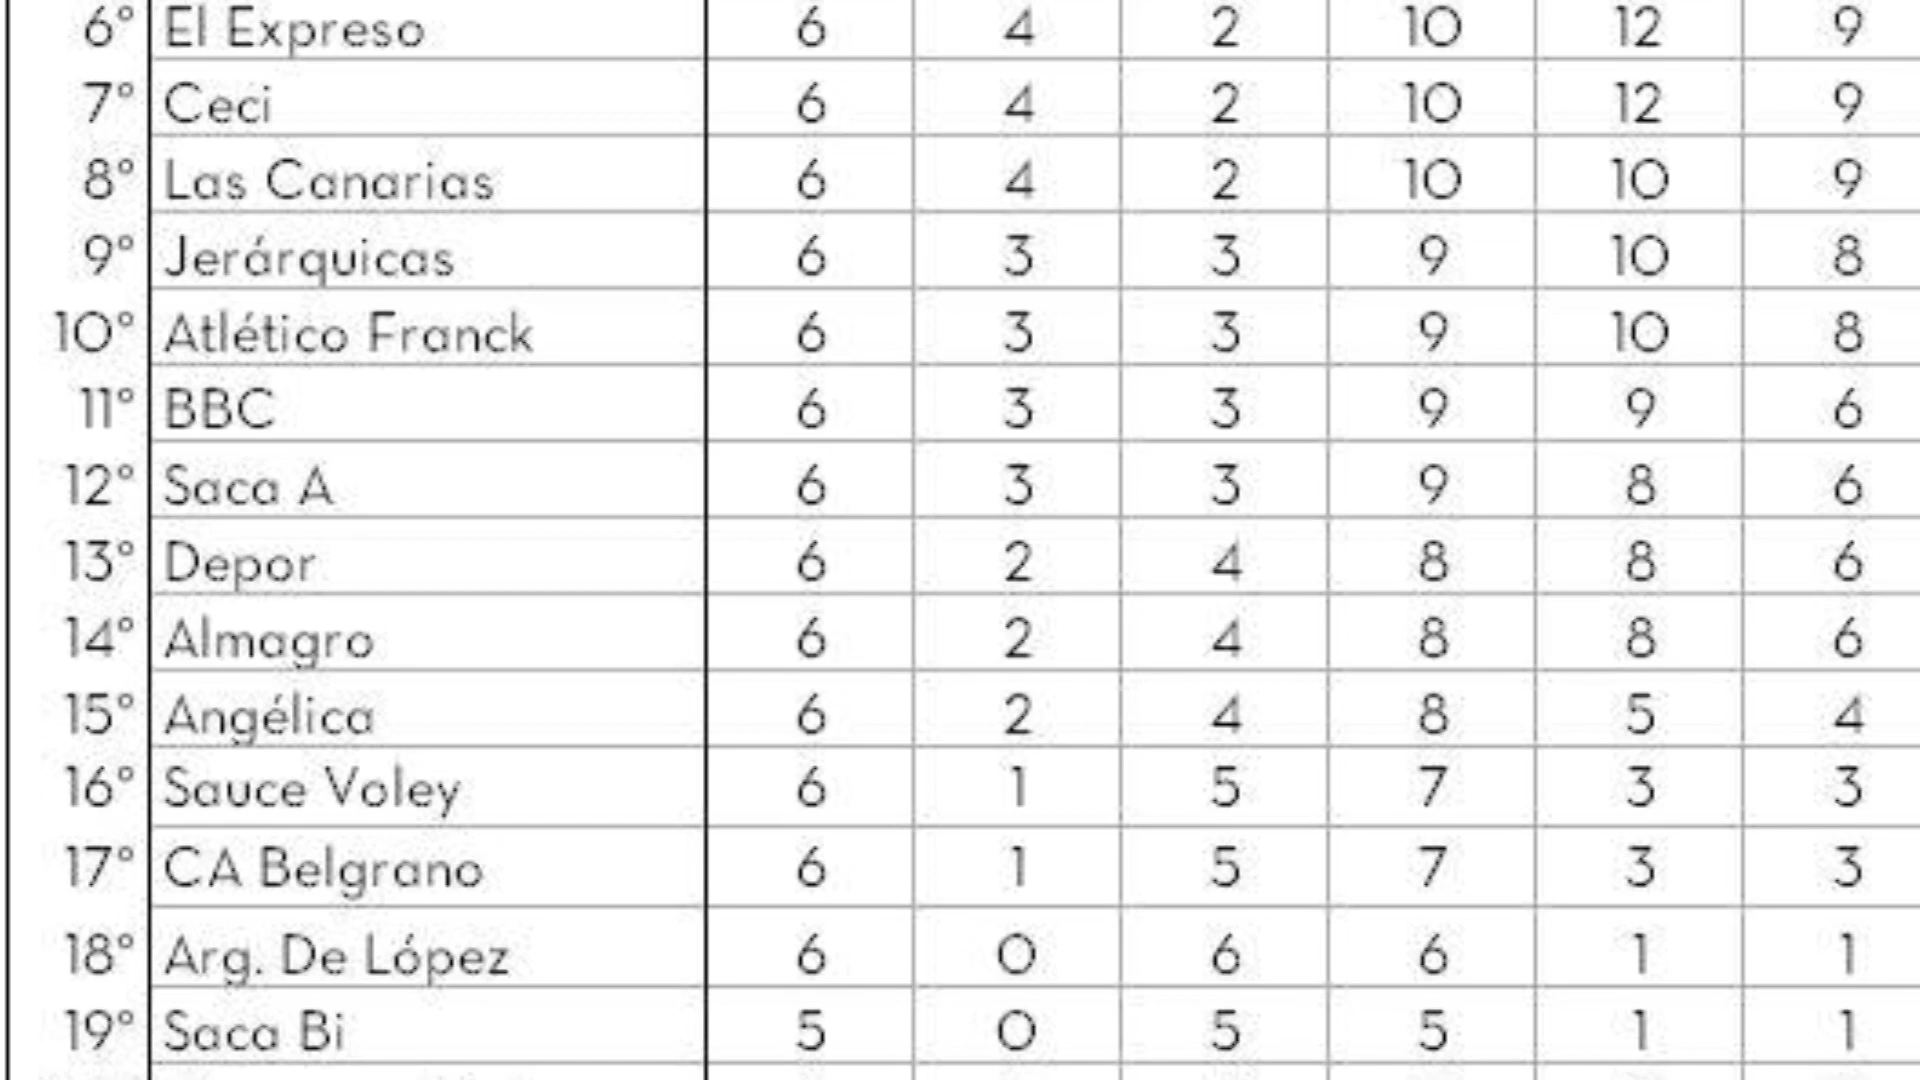 6° El Expreso 6 4 2 10 12 9
7° Ceci 6 4 2 10 12 9
8° Las Canarias 6 4 2 10 10 9
9° Jerárquicas 6 3 3 9 10 8
10° Atlético Franck 6 3 3 9 10 8
11° BBC 6 3 3 9 9 6
12° Saca A 6 3 3 9 8 6
13° Depor 6 2 4 8 8 6
14° Almagro 6 2 4 8 8 6
15° Angélica 6 2 4 8 5 4
16° Sauce Voley 6 1 5 7 3 3
17° CA Belgrano 6 1 5 7 3 3
18° Arg. De López 6 0 6 6 1 1
19° Saca Bi 5 0 5 5 1 1